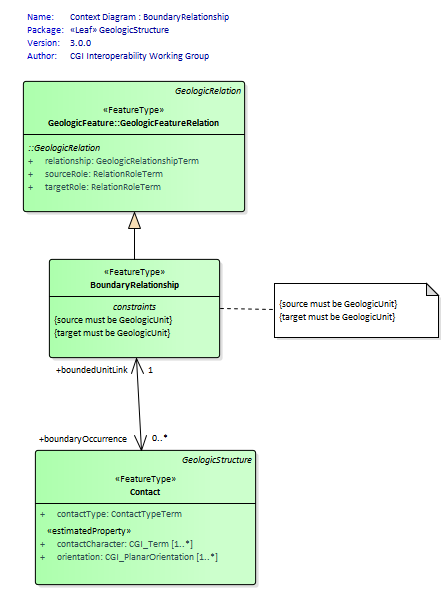 Name: Context Diagram : BoundaryRelationship
Package: «Leaf» GeologicStructure
Version: 3.0.0
Author: CGI Interoperability Working Group
GeologicRelation
«FeatureType»
GeologicFeature::GeologicFeatureRelation
::GeologicRelation
+ relationship: GeologicRelationshipTerm
+ sourceRole: RelationRoleTerm
+ targetRole: RelationRoleTerm
«FeatureType»
BoundaryRelationship
constraints
{source must be GeologicUnit}
{target must be GeologicUnit}
{source must be GeologicUnit}
{target must be GeologicUnit}
+boundedUnitLink 1
+boundaryOccurrence 0..*
GeologicStructure
«FeatureType»
Contact
+ contactType: ContactTypeTerm
«estimatedProperty»
+ contactCharacter: CGI_Term [1..*]
+ orientation: CGI_PlanarOrientation [1..*]